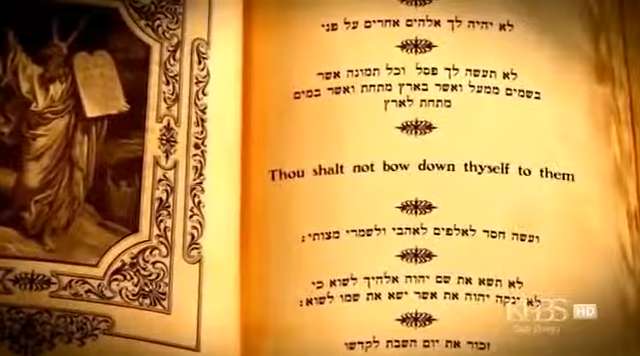 לא יהיה לך אלהים אחרים על פני
לא תעשה לך פסל וכל תמונה אשר
בשמים ממעל ואשר בארץ מתחת ואשר במים
מתחת לארץ
Thou shalt not bow down thyself to them
ועשה חסד לאלפים לאהבי ולשמרי מצותי:
לא תשא את שם יהוה אלהיך לשוא כי
לא ינקה יהוה את אשר ישא את שמו לשוא:
KPBS HD
San Diego
זכור את יום השבת לקדשו